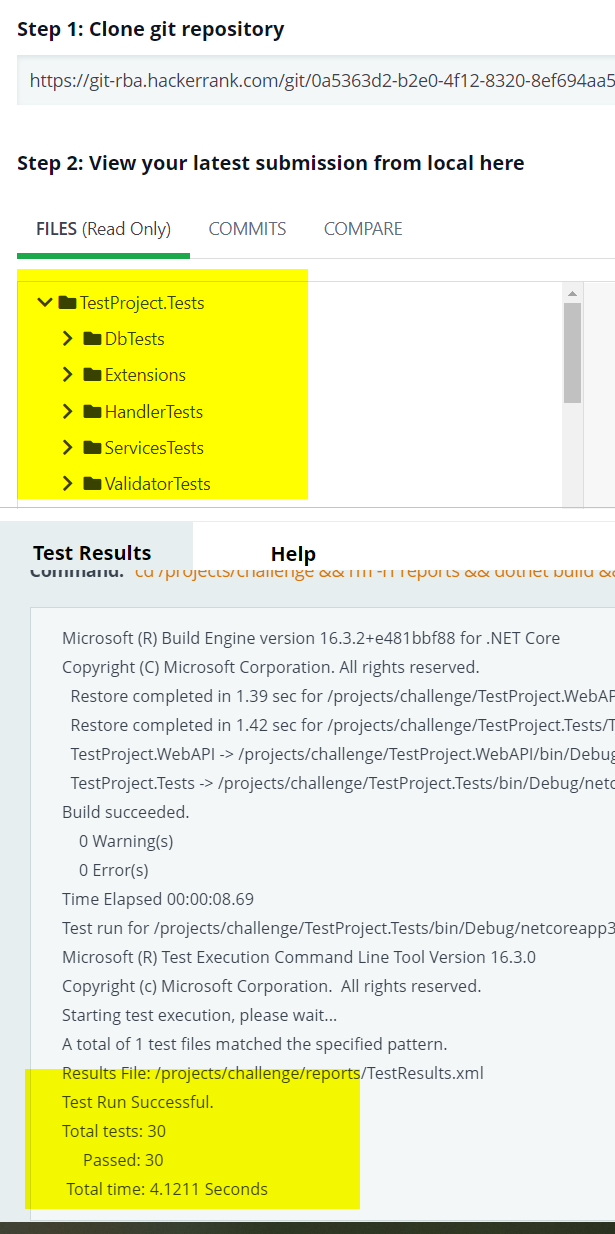 Step 1: Clone git repository
https://git-rba.hackerrank.com/git/0a5363d2-b2e0-4f12-8320-8ef694aa5
Step 2: View your latest submission from local here
FILES (Read Only) COMMITS COMPARE
TestProject.Tests
DbTests
Extensions
HandlerTests
ServicesTests
ValidatorTests
Test Results Help
Command: cd /projects/challenge && rm -rf reports && dotnet build &&
Microsoft (R) Build Engine version 16.3.2+e481bbf88 for .NET Core
Copyright (C) Microsoft Corporation. All rights reserved.
Restore completed in 1.39 sec for /projects/challenge/TestProject.WebAP
Restore completed in 1.42 sec for /projects/challenge/TestProject.Tests/T
TestProject.WebAPI -> /projects/challenge/TestProject.WebAPI/bin/Debug
TestProject.Tests -> /projects/challenge/TestProject.Tests/bin/Debug/netc
Build succeeded.
0 Warning(s)
0 Error(s)
Time Elapsed 00:00:08.69
Test run for /projects/challenge/TestProject.Tests/bin/Debug/netcoreapp3
Microsoft (R) Test Execution Command Line Tool Version 16.3.0
Copyright (c) Microsoft Corporation.  All rights reserved.
Starting test execution, please wait...
A total of 1 test files matched the specified pattern.
Results File: /projects/challenge/reports/TestResults.xml
Test Run Successful.
Total tests: 30
Passed: 30
Total time: 4.1211 Seconds